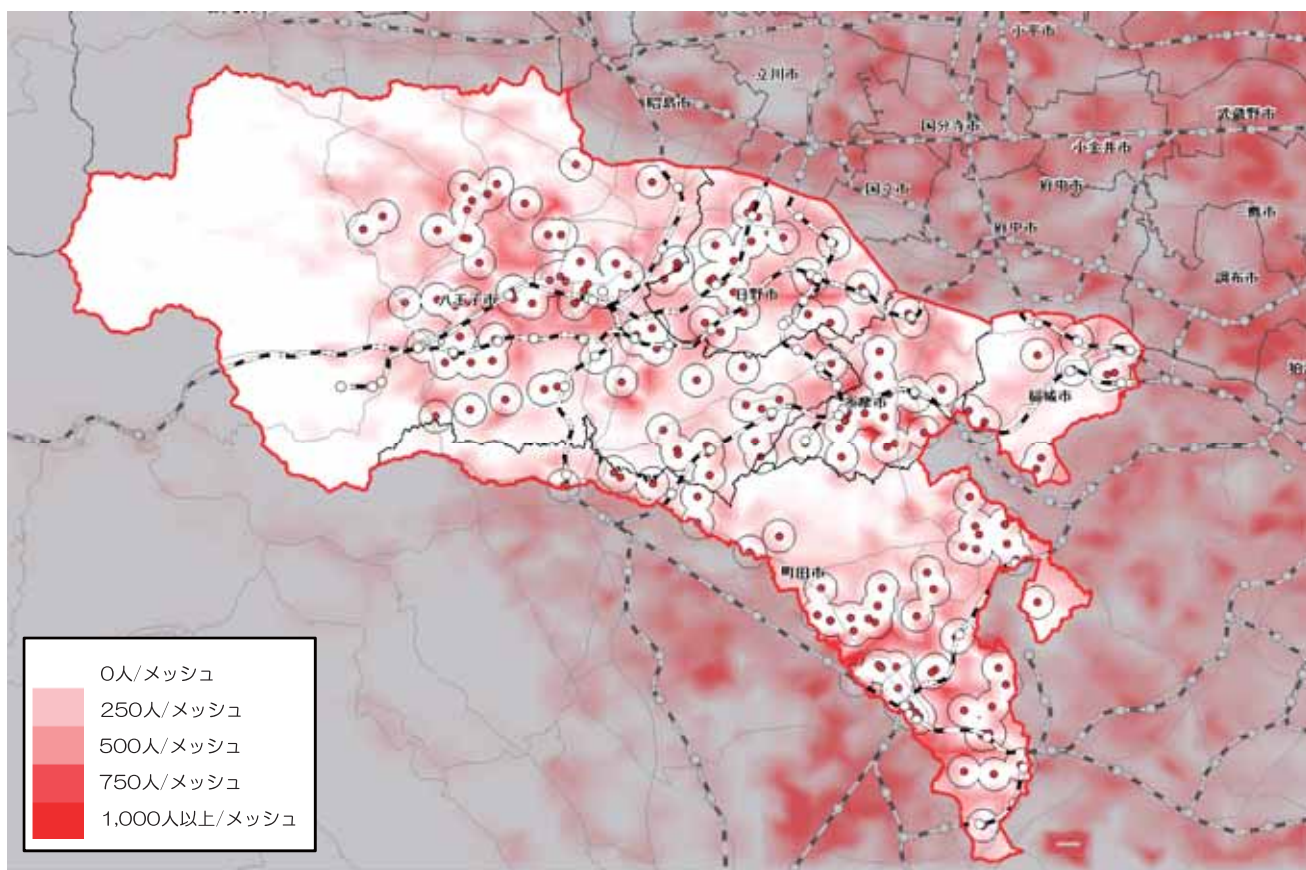 小平市
立川市
昭島市
武蔵野市
国分寺市
小金井市
国立市
府中市
三鷹市
府中市
調布市
八王子市
日野市
狛江
多摩市
稲城市
町田市
0人/メッシュ
250人/メッシュ
500人/メッシュ
750人/メッシュ
1,000人以上/メッシュ